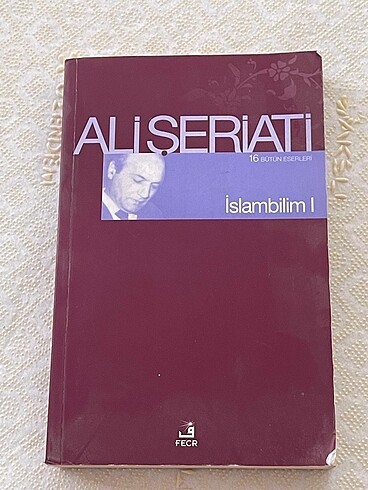 ALİ ŞERİATİ
16 BÜTÜN ESERLERİ
İslambilim I
FECR